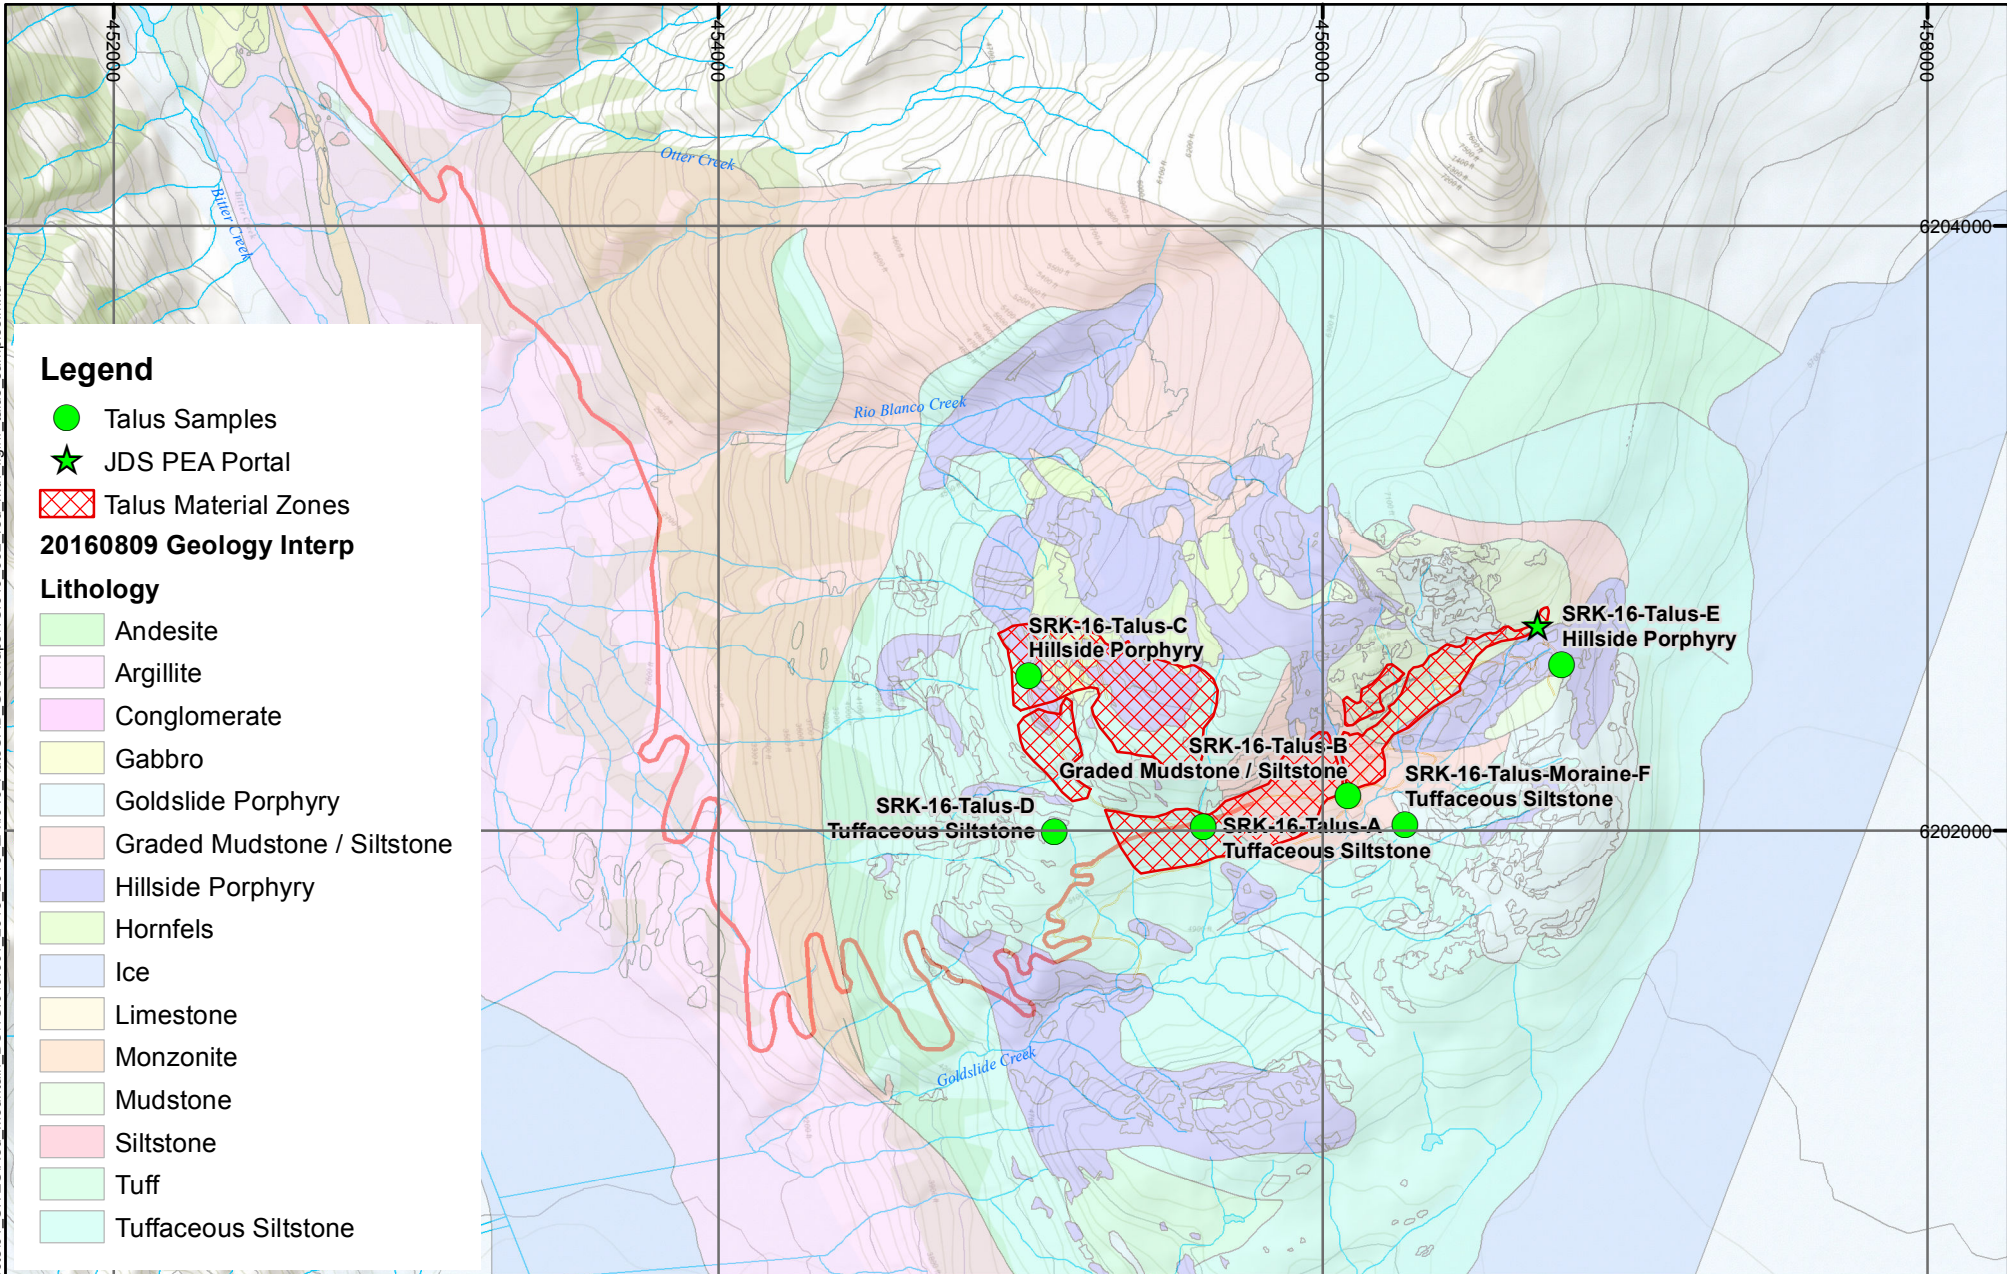 452000
454000
456000
458000
6204000
6202000
Otter Creek
Bitter Creek
Bitter Creek
Rio Blanco Creek
Goldslide Creek
Legend
Talus Samples
JDS PEA Portal
Talus Material Zones
20160809 Geology Interp
Lithology
Andesite
Argillite
Conglomerate
Gabbro
Goldslide Porphyry
Graded Mudstone / Siltstone
Hillside Porphyry
Hornfels
Ice
Limestone
Monzonite
Mudstone
Siltstone
Tuff
Tuffaceous Siltstone
SRK-16-Talus-C
Hillside Porphyry
SRK-16-Talus-E
Hillside Porphyry
SRK-16-Talus-B
Graded Mudstone / Siltstone
SRK-16-Talus-Moraine-F
Tuffaceous Siltstone
SRK-16-Talus-D
Tuffaceous Siltstone
SRK-16-Talus-A
Tuffaceous Siltstone